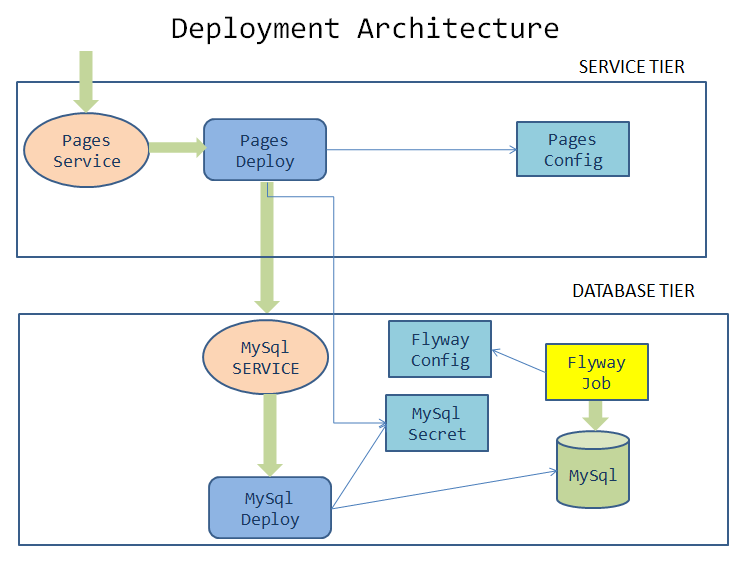 Deployment Architecture
SERVICE TIER
Pages
Service
Pages
Deploy
Pages
Config
DATABASE TIER
MySql
SERVICE
Flyway
Config
Flyway
Job
MySql
Secret
MySql
MySql
Deploy